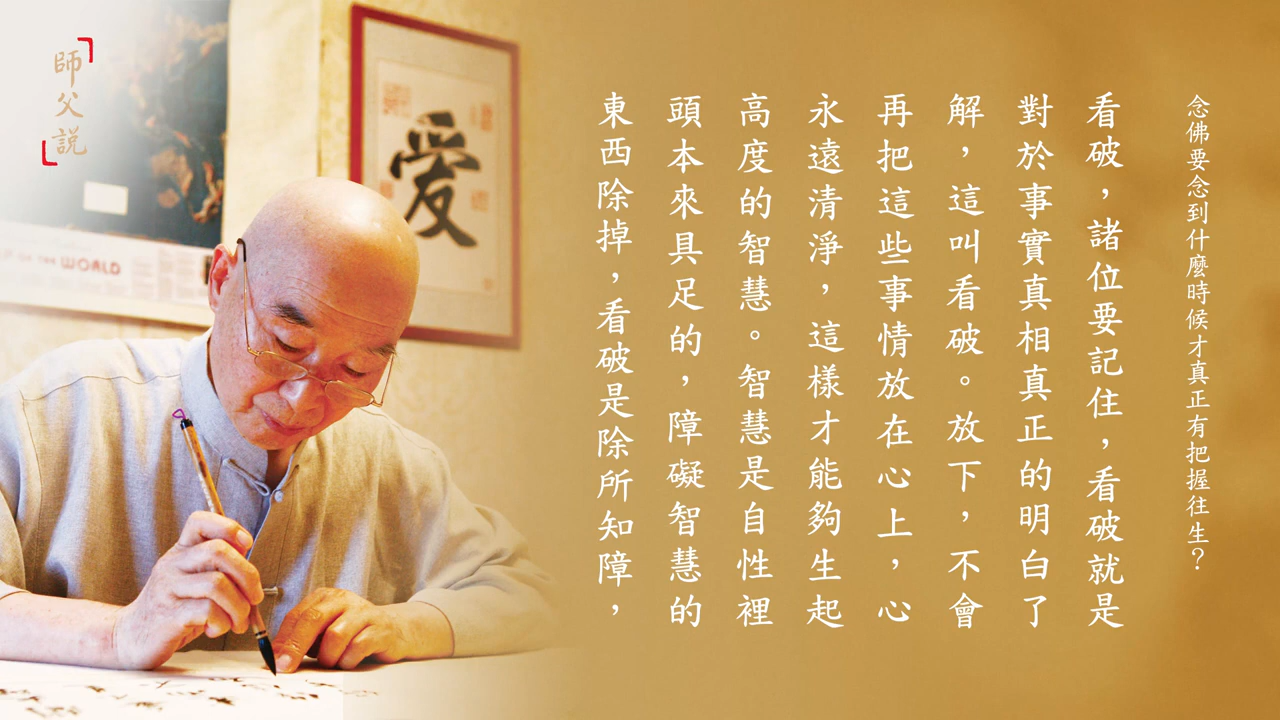 師父説
愛
WORLD
念佛要念到什麼時候才真正有把握往生？
看破，諸位要記住，看破就是
對於事實真相真正的明白了
解，這叫看破。放下，不會
再把這些事情放在心上，心
永遠清淨，這樣才能夠生起
高度的智慧。智慧是自性裡
頭本來具足的，障礙智慧的
東西除掉，看破是除所知障，